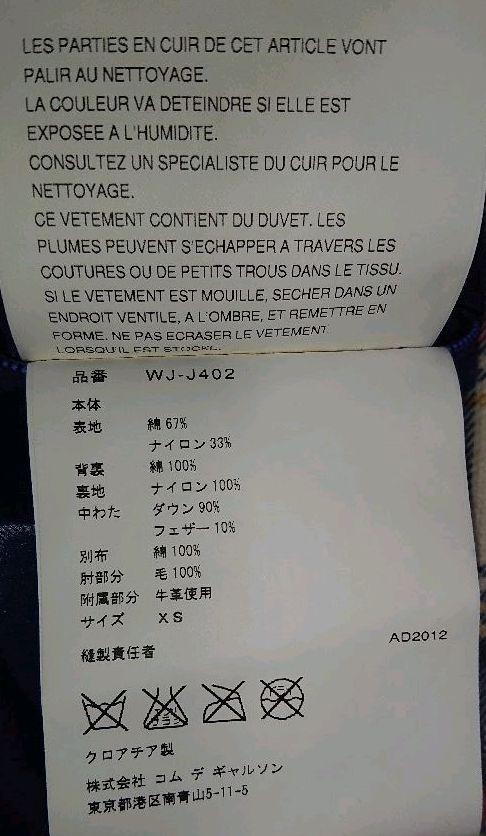 LES PARTIES EN CUIR DE CET ARTICLE VONT
PALIR AU NETTOYAGE.
LA COULEUR VA DETEINDRE SI ELLE EST
EXPOSEE A L'HUMIDITE.
CONSULTEZ UN SPECIALISTE DU CUIR POUR LE
NETTOYAGE.
CE VETEMENT CONTIENT DU DUVET. LES
PLUMES PEUVENT S'ECHAPPER A TRAVERS LES
COUTURES OU DE PETITS TROUS DANS LE TISSU.
SI LE VETEMENT EST MOUILLE, SECHER DANS UN
ENDROIT VENTILE, A L'OMBRE, ET REMETTRE EN
FORME. NE PAS ECRASER LE VETEMENT
LORSQU'IL EST STOCKE.
品番 WJ-J402
本体
表地 綿 67%
ナイロン 33%
背裏 綿 100%
裏地 ナイロン 100%
中わた ダウン 90%
フェザー 10%
別布 綿 100%
肘部分 毛 100%
附属部分 牛革使用
サイズ XS
AD2012
縫製責任者
クロアチア製
株式会社 コム デ ギャルソン
東京都港区南青山5-11-5